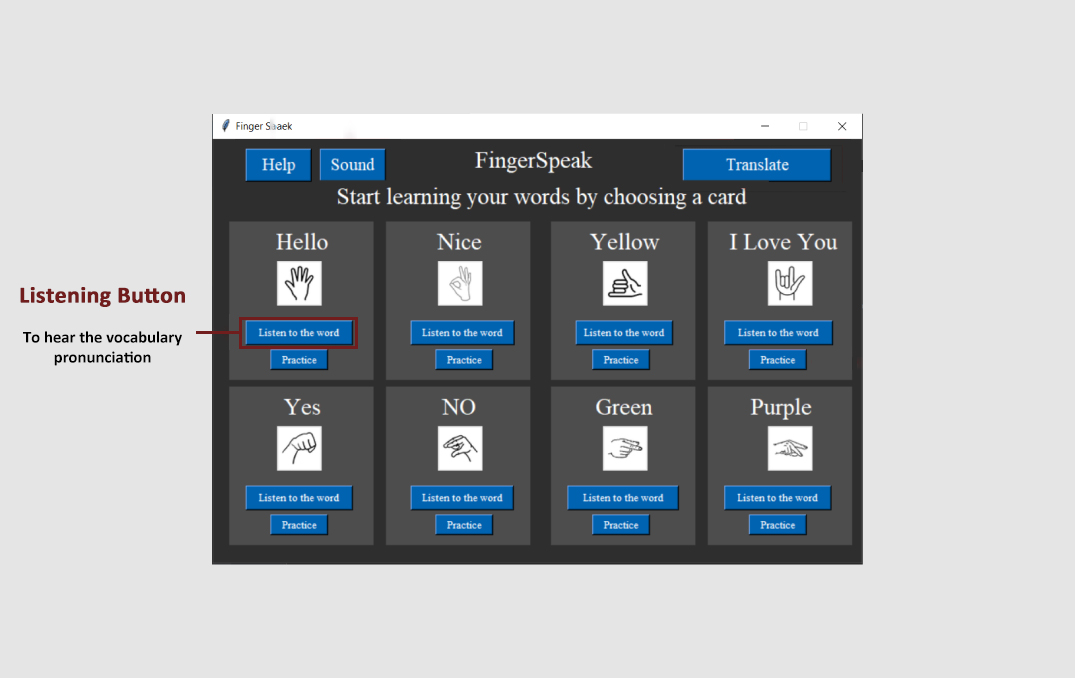 Finger Spaek
Help
Sound
FingerSpeak
Translate
Start learning your words by choosing a card
Hello
Nice
Yellow
I Love You
Listening Button
To hear the vocabulary
pronunciation
Listen to the word
Listen to the word
Listen to the word
Listen to the word
Practice
Practice
Practice
Practice
Yes
NO
Green
Purple
Listen to the word
Listen to the word
Listen to the word
Listen to the word
Practice
Practice
Practice
Practice